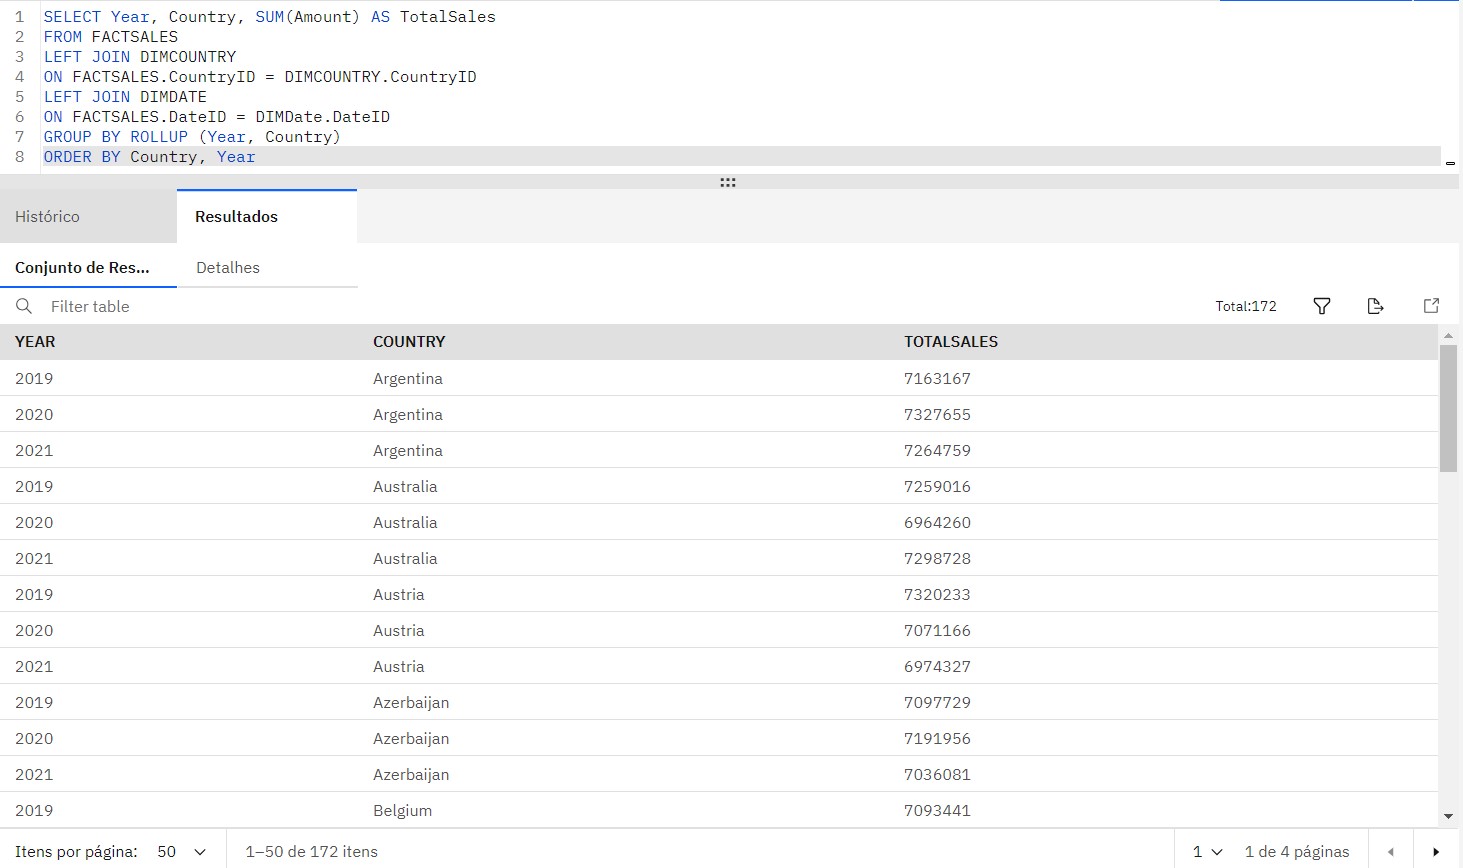 1 SELECT Year, Country, SUM(Amount) AS TotalSales
2 FROM FACTSALES
3 LEFT JOIN DIMCOUNTRY
4 ON FACTSALES.CountryID = DIMCOUNTRY.CountryID
5 LEFT JOIN DIMDATE
6 ON FACTSALES.DateID = DIMDate.DateID
7 GROUP BY ROLLUP (Year, Country)
8 ORDER BY Country, Year
Histórico Resultados
Conjunto de Res... Detalhes
Filter table Total:172
YEAR COUNTRY TOTALSALES
2019 Argentina 7163167
2020 Argentina 7327655
2021 Argentina 7264759
2019 Australia 7259016
2020 Australia 6964260
2021 Australia 7298728
2019 Austria 7320233
2020 Austria 7071166
2021 Austria 6974327
2019 Azerbaijan 7097729
2020 Azerbaijan 7191956
2021 Azerbaijan 7036081
2019 Belgium 7093441
Itens por página: 50 1–50 de 172 itens 1 1 de 4 páginas